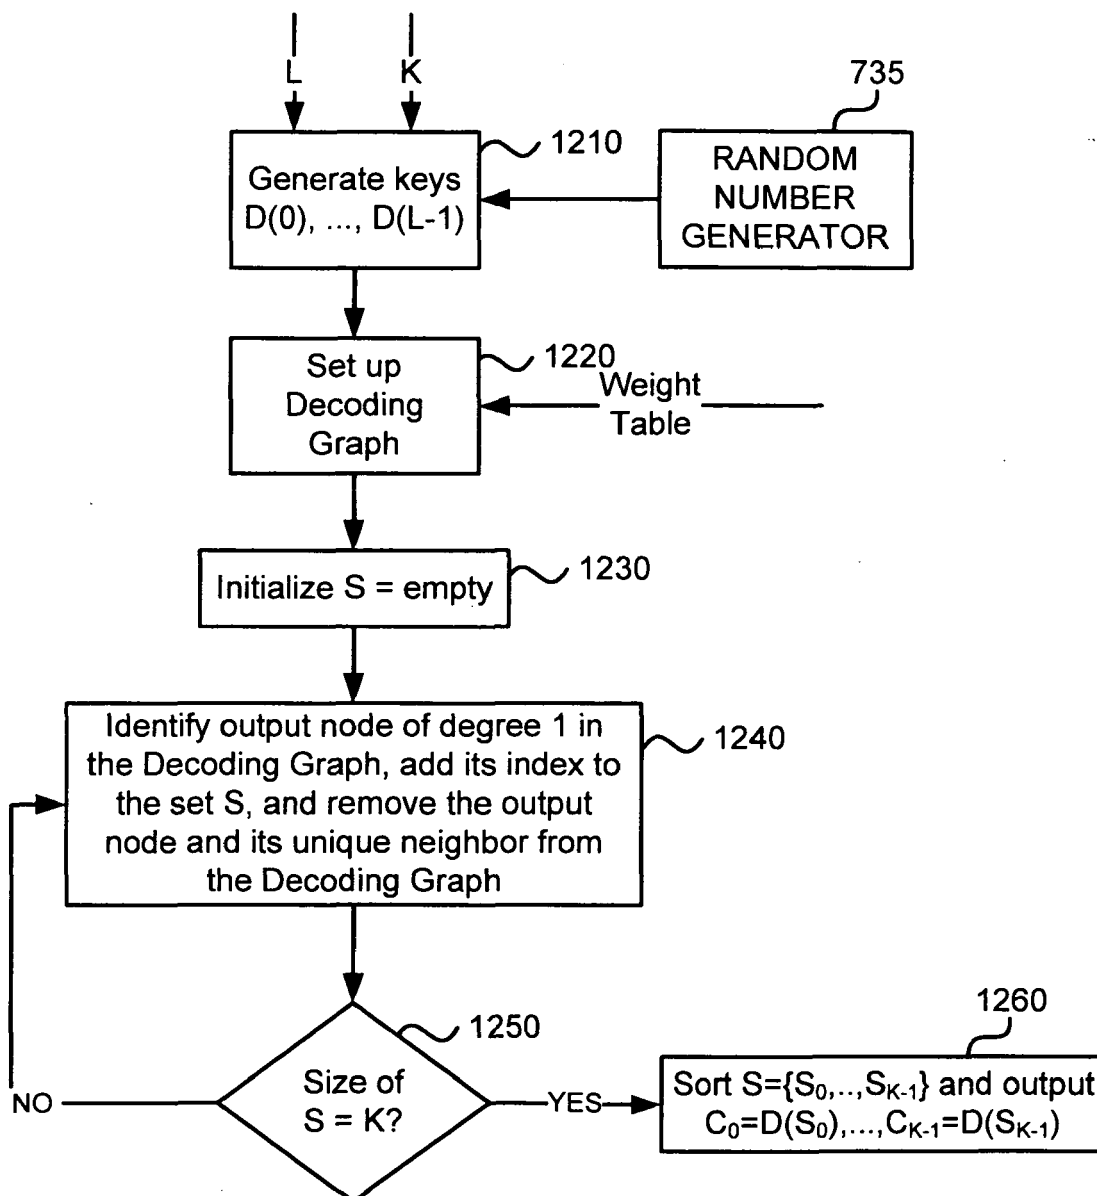 L
K
735
1210
Generate keys
D(0), ..., D(L-1)
RANDOM
NUMBER
GENERATOR
1220
Set up
Decoding
Graph
Weight
Table
1230
Initialize S = empty
Identify output node of degree 1 in
the Decoding Graph, add its index to
the set S, and remove the output
node and its unique neighbor from
the Decoding Graph
1240
1250
Size of
S = K?
NO
YES
1260
Sort S={S₀,..,S_{K-1}} and output
C₀=D(S₀),...,C_{K-1}=D(S_{K-1})